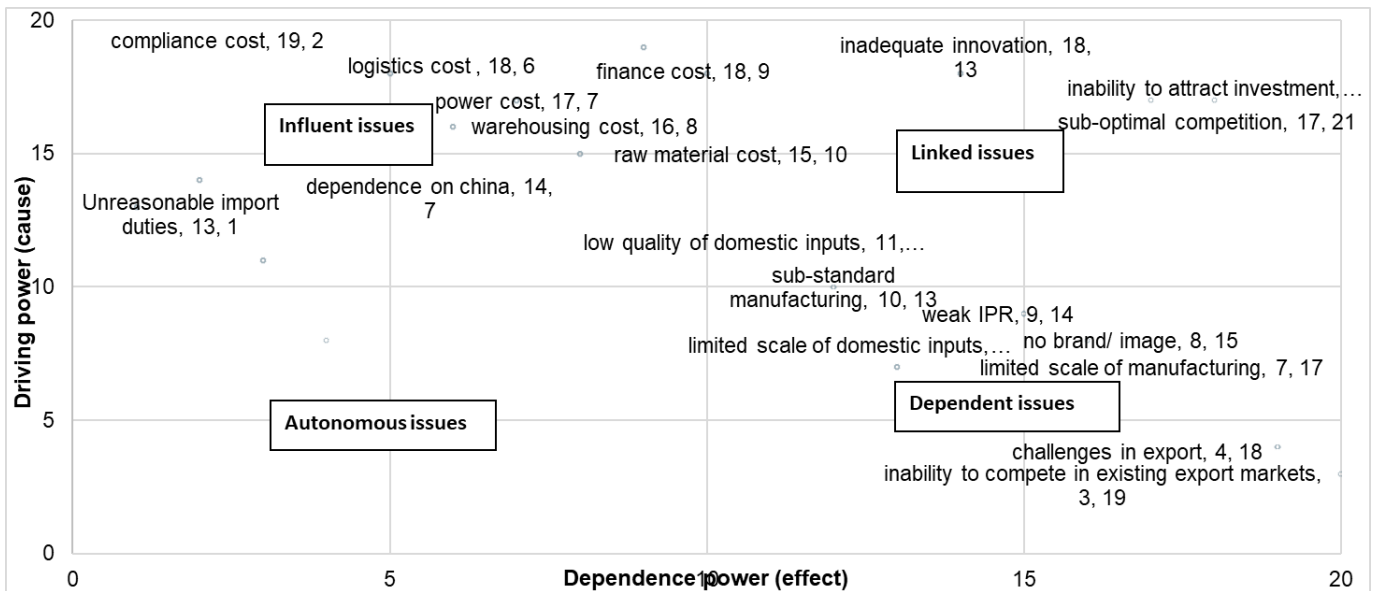 20
compliance cost, 19, 2
logistics cost , 18, 6
finance cost, 18, 9
inadequate innovation, 18,
13
inability to attract investment,...
power cost, 17, 7
sub-optimal competition, 17, 21
Influent issues
warehousing cost, 16, 8
Linked issues
15
raw material cost, 15, 10
dependence on china, 14,
7
Unreasonable import
duties, 13, 1
low quality of domestic inputs, 11,...
10
sub-standard
manufacturing, 10, 13
weak IPR, 9, 14
no brand/ image, 8, 15
limited scale of domestic inputs,...
limited scale of manufacturing, 7, 17
Dependent issues
5
Autonomous issues
challenges in export, 4, 18
inability to compete in existing export markets,
3, 19
0
Driving power (cause)
0
5
10
15
20
Dependence power (effect)